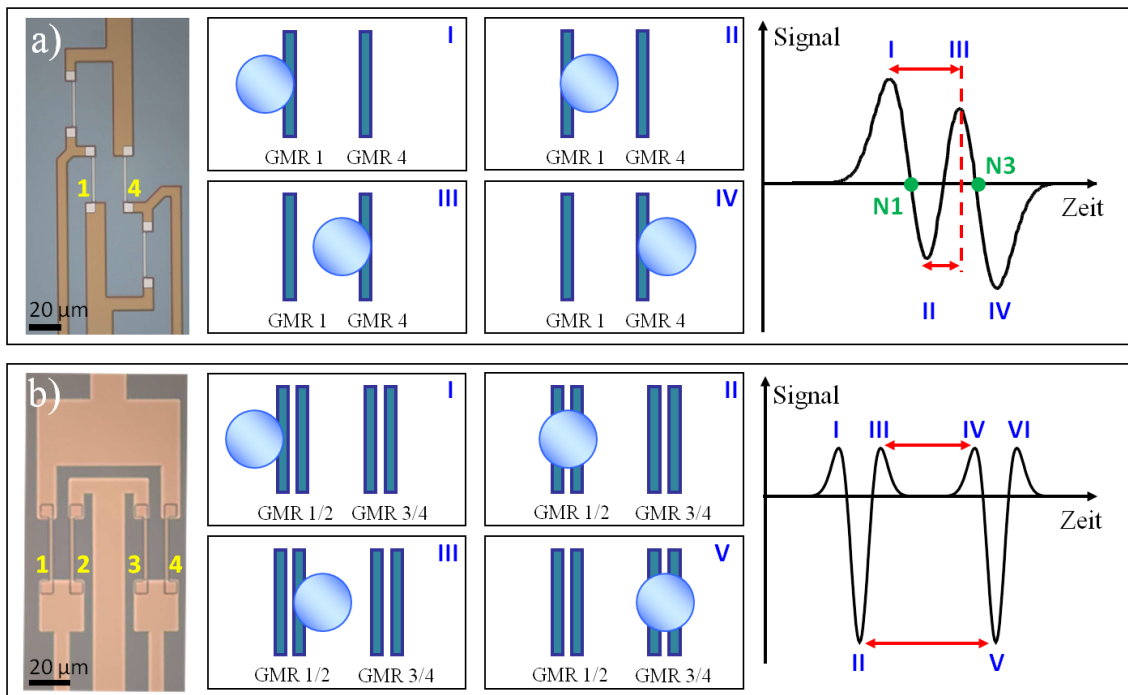 a)
1
4
20 µm
I
GMR 1
GMR 4
II
GMR 1
GMR 4
III
GMR 1
GMR 4
IV
GMR 1
GMR 4
Signal
I
III
N1
N3
Zeit
II
IV
b)
1
2
3
4
20 µm
I
GMR 1/2
GMR 3/4
II
GMR 1/2
GMR 3/4
III
GMR 1/2
GMR 3/4
V
GMR 1/2
GMR 3/4
Signal
I
III
IV
VI
Zeit
II
V